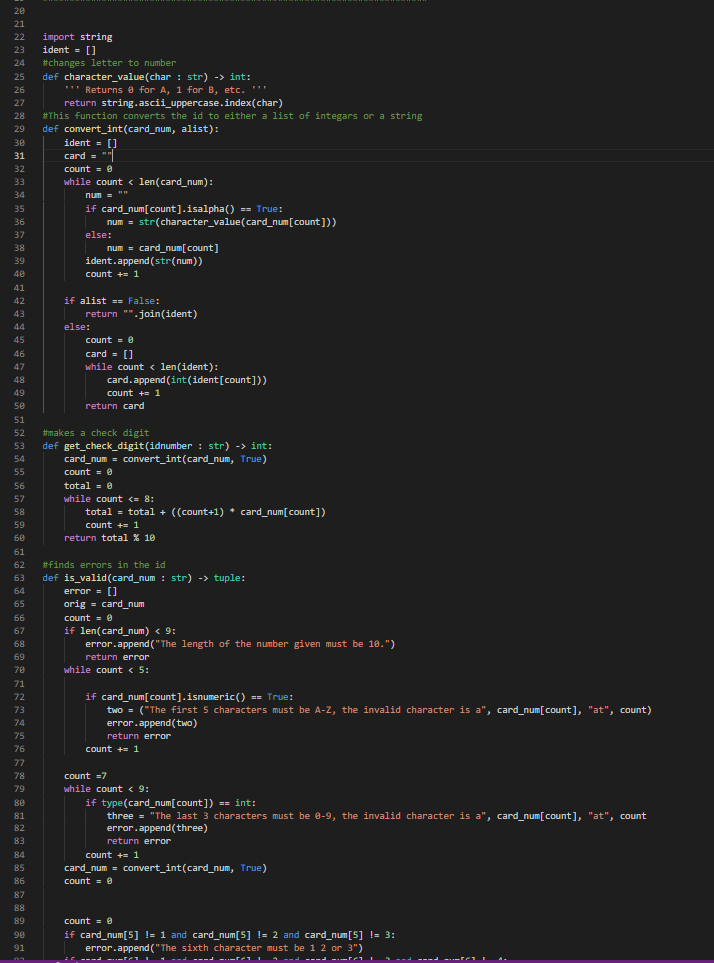 20
21
22 import string
23 ident = []
24 #changes letter to number
25 def character_value(char : str) -> int:
26 ''' Returns 0 for A, 1 for B, etc. '''
27 return string.ascii_uppercase.index(char)
28 #This function converts the id to either a list of integars or a string
29 def convert_int(card_num, alist):
30 ident = []
31 card = ""
32 count = 0
33 while count < len(card_num):
34 num = ""
35 if card_num[count].isalpha() == True:
36 num = str(character_value(card_num[count]))
37 else:
38 num = card_num[count]
39 ident.append(str(num))
40 count += 1
41
42 if alist == False:
43 return "".join(ident)
44 else:
45 count = 0
46 card = []
47 while count < len(ident):
48 card.append(int(ident[count]))
49 count += 1
50 return card
51
52 #makes a check digit
53 def get_check_digit(idnumber : str) -> int:
54 card_num = convert_int(card_num, True)
55 count = 0
56 total = 0
57 while count <= 8:
58 total = total + ((count+1) * card_num[count])
59 count += 1
60 return total % 10
61
62 #finds errors in the id
63 def is_valid(card_num : str) -> tuple:
64 error = []
65 orig = card_num
66 count = 0
67 if len(card_num) < 9:
68 error.append("The length of the number given must be 10.")
69 return error
70 while count < 5:
71
72 if card_num[count].isnumeric() == True:
73 two = ("The first 5 characters must be A-Z, the invalid character is a", card_num[count], "at", count)
74 error.append(two)
75 return error
76 count += 1
77
78 count =7
79 while count < 9:
80 if type(card_num[count]) == int:
81 three = "The last 3 characters must be 0-9, the invalid character is a", card_num[count], "at", count
82 error.append(three)
83 return error
84 count += 1
85 card_num = convert_int(card_num, True)
86 count = 0
87
88
89 count = 0
90 if card_num[5] != 1 and card_num[5] != 2 and card_num[5] != 3:
91 error.append("The sixth character must be 1 2 or 3")